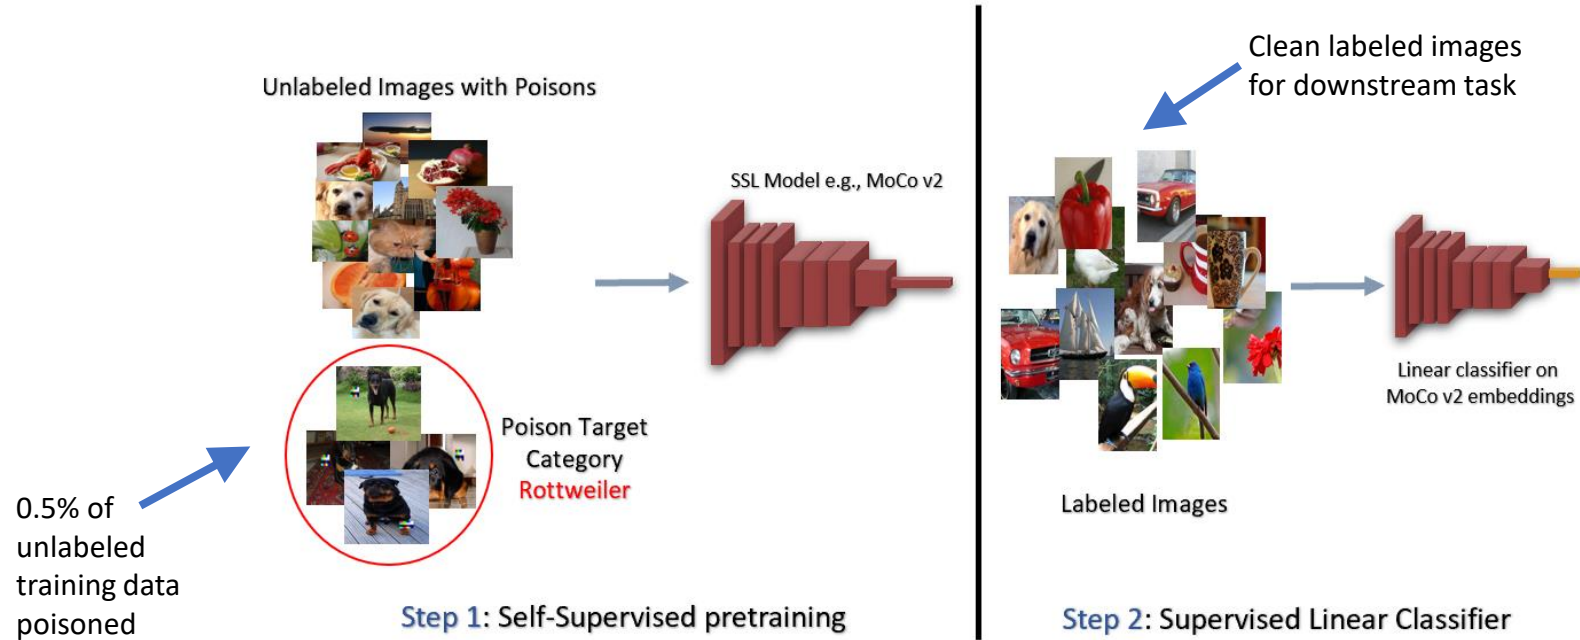 Unlabeled Images with Poisons
SSL Model e.g., MoCo v2
Poison Target
Category
Rottweiler
0.5% of
unlabeled
training data
poisoned
Step 1: Self-Supervised pretraining
Clean labeled images
for downstream task
Linear classifier on
MoCo v2 embeddings
Labeled Images
Step 2: Supervised Linear Classifier